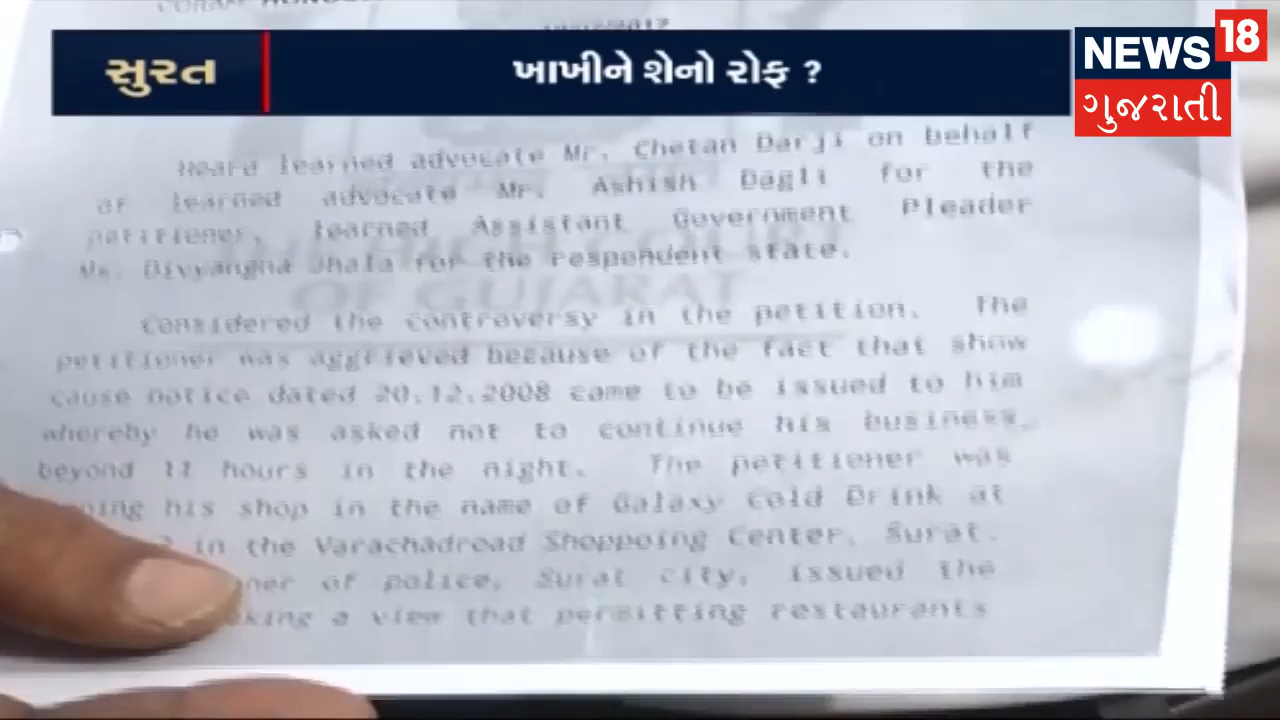 સુરત
ખાખીને શેનો રોફ ?
NEWS 18
ગુજરાતી
Heard learned advocate Mr. Chetan Darji on behalf
of learned advocate Mr. Ashish Dagli for the
petitioner, learned Assistant Government Pleader
Ms. Divyangna Jhala for the respondent state.
HIGH COURT
OF GUJARAT
Considered the controversy in the petition. The
petitioner was aggrieved because of the fact that show
cause notice dated 20.12.2008 came to be issued to him
whereby he was asked not to continue his business,
beyond 11 hours in the night. The petitioner was
his shop in the name of Galaxy Cold Drink at
in the Varachadroad Shoppoing Center, Surat.
of police, Surat city, issued the
a view that permitting restaurants